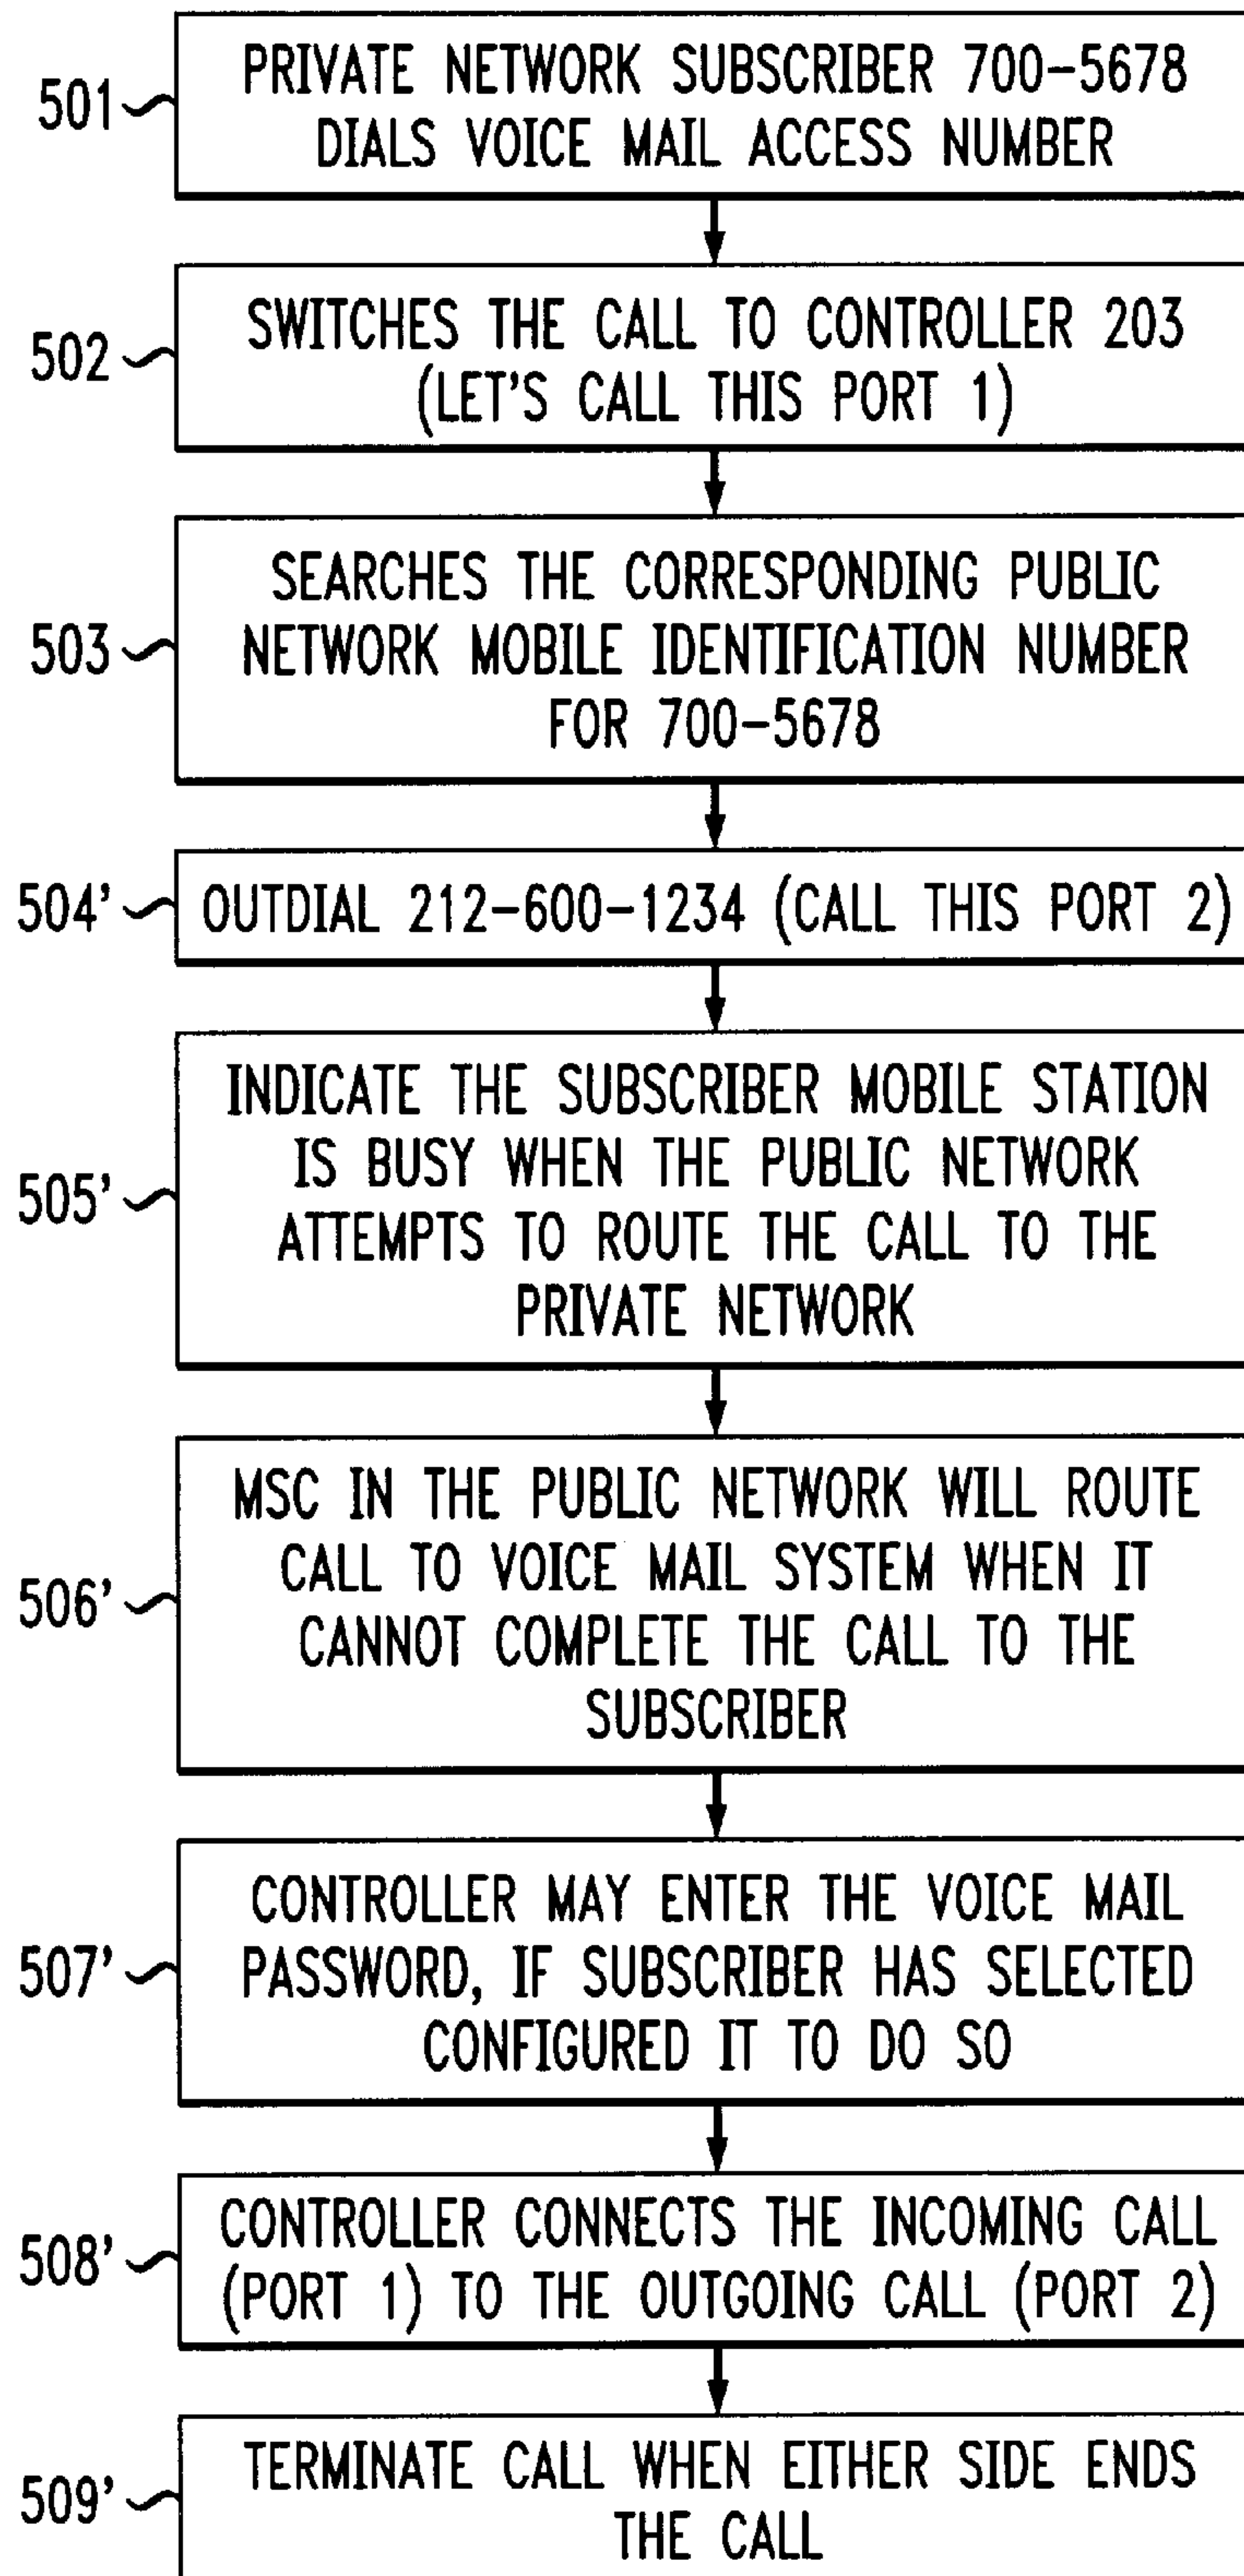 501
PRIVATE NETWORK SUBSCRIBER 700-5678
DIALS VOICE MAIL ACCESS NUMBER
502
SWITCHES THE CALL TO CONTROLLER 203
(LET'S CALL THIS PORT 1)
503
SEARCHES THE CORRESPONDING PUBLIC
NETWORK MOBILE IDENTIFICATION NUMBER
FOR 700-5678
504'
OUTDIAL 212-600-1234 (CALL THIS PORT 2)
505'
INDICATE THE SUBSCRIBER MOBILE STATION
IS BUSY WHEN THE PUBLIC NETWORK
ATTEMPTS TO ROUTE THE CALL TO THE
PRIVATE NETWORK
506'
MSC IN THE PUBLIC NETWORK WILL ROUTE
CALL TO VOICE MAIL SYSTEM WHEN IT
CANNOT COMPLETE THE CALL TO THE
SUBSCRIBER
507'
CONTROLLER MAY ENTER THE VOICE MAIL
PASSWORD, IF SUBSCRIBER HAS SELECTED
CONFIGURED IT TO DO SO
508'
CONTROLLER CONNECTS THE INCOMING CALL
(PORT 1) TO THE OUTGOING CALL (PORT 2)
509'
TERMINATE CALL WHEN EITHER SIDE ENDS
THE CALL